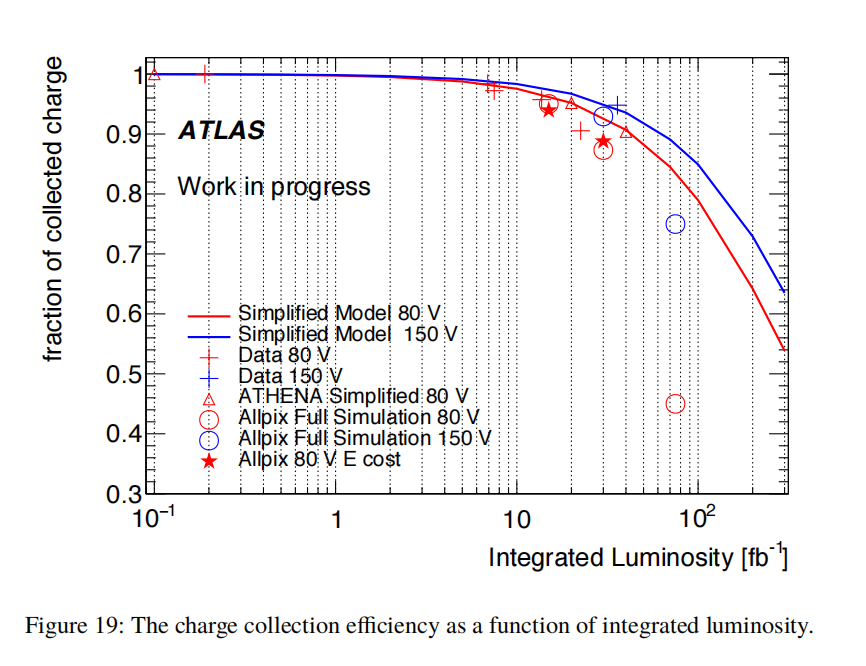 fraction of collected charge
1
0.9
0.8
0.7
0.6
0.5
0.4
0.3
ATLAS
Work in progress
Simplified Model 80 V
Simplified Model 150 V
Data 80 V
Data 150 V
ATHENA Simplified 80 V
Allpix Full Simulation 80 V
Allpix Full Simulation 150 V
Allpix 80 V E cost
10⁻¹ 1 10 10²
Integrated Luminosity [fb⁻¹]
Figure 19: The charge collection efficiency as a function of integrated luminosity.